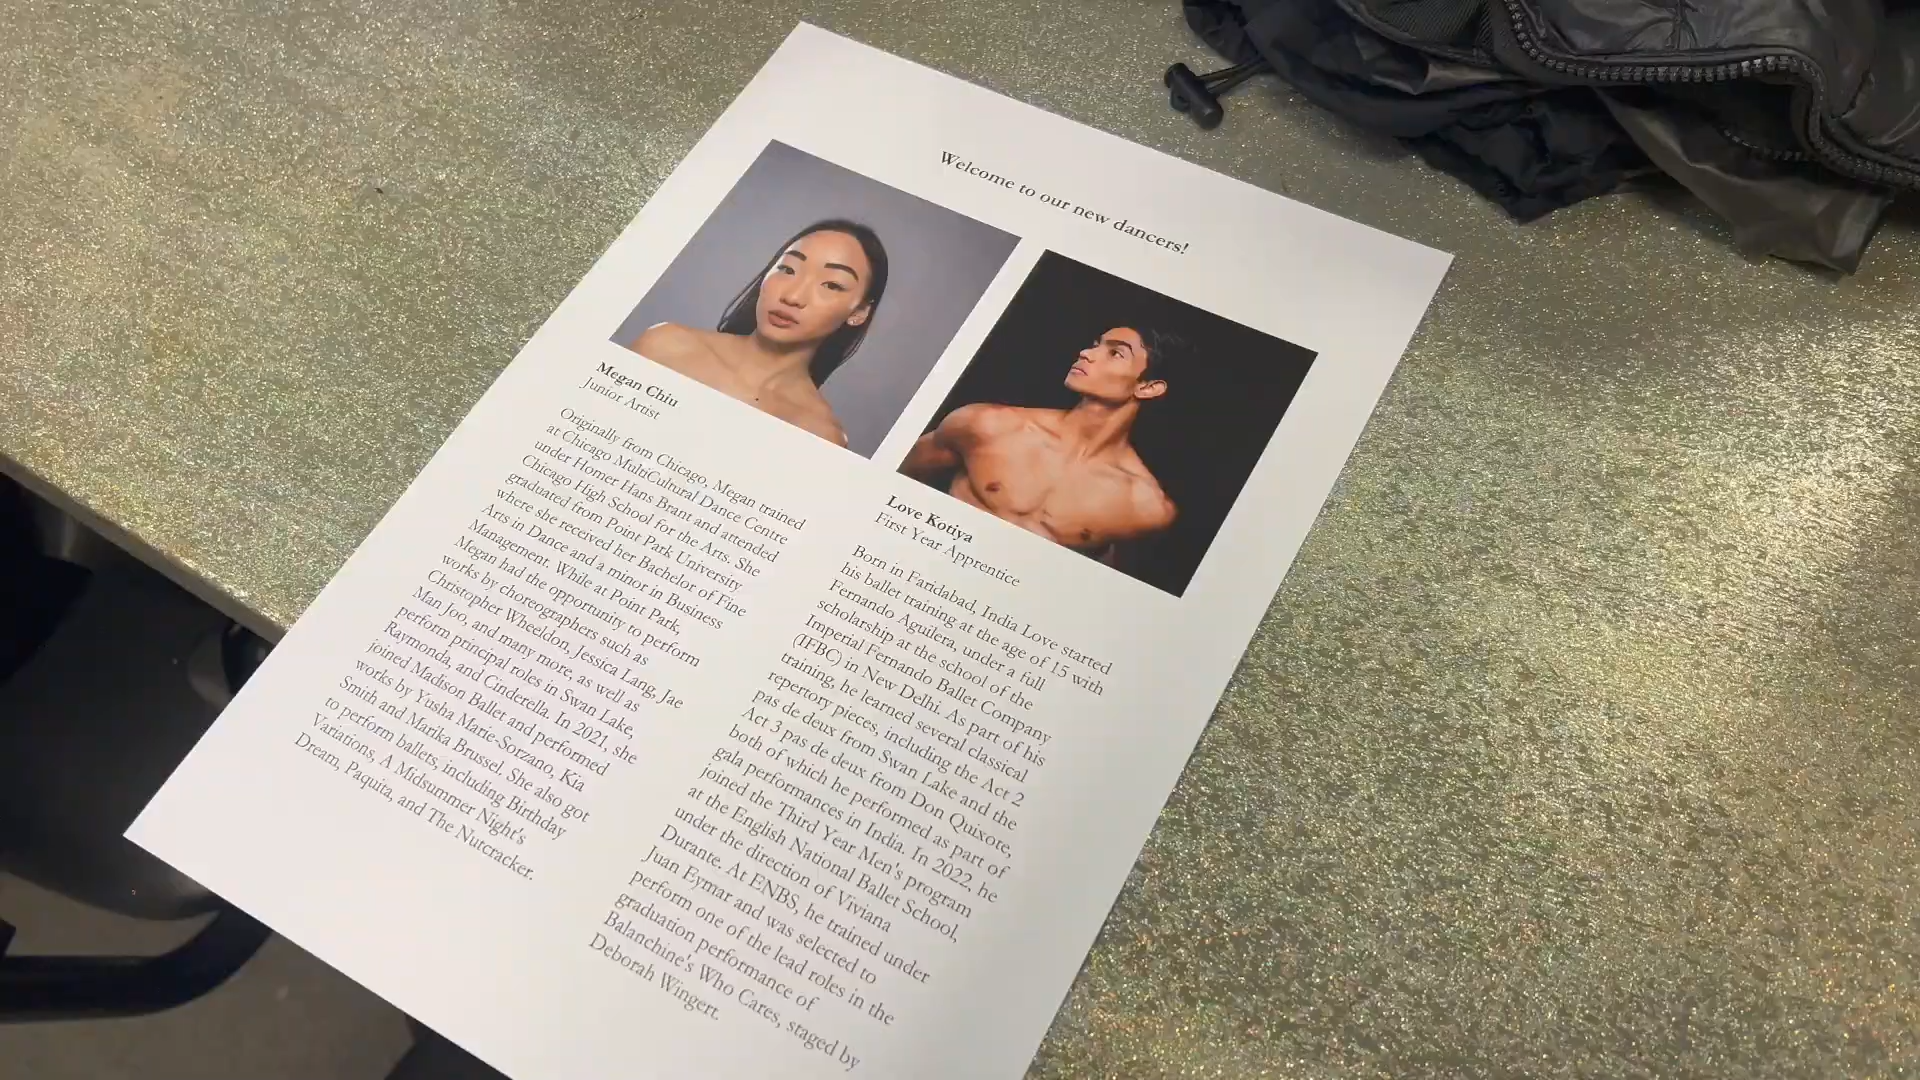 Welcome to our new dancers!
Megan Chiu
Junior Artist
Originally from Chicago, Megan trained
at Chicago MultiCultural Dance Centre
under Homer Hans Brant and attended
Chicago High School for the Arts. She
graduated from Point Park University
where she received her Bachelor of Fine
Arts in Dance and a minor in Business
Management. While at Point Park,
Megan had the opportunity to perform
works by choreographers such as
Christopher Wheeldon, Jessica Lang, Jae
Man Joo, and many more, as well as
perform principal roles in Swan Lake,
Raymonda, and Cinderella. In 2021, she
joined Madison Ballet and performed
works by Yusha Marie-Sorzano, Kia
Smith and Marika Brussel. She also got
to perform ballets, including Birthday
Variations, A Midsummer Night's
Dream, Paquita, and The Nutcracker.
Love Kotiya
First Year Apprentice
Born in Faridabad, India Love started
his ballet training at the age of 15 with
Fernando Aguilera, under a full
scholarship at the school of the
Imperial Fernando Ballet Company
(IFBC) in New Delhi. As part of his
training, he learned several classical
repertory pieces, including the Act 2
pas de deux from Swan Lake and the
Act 3 pas de deux from Don Quixote,
both of which he performed as part of
gala performances in India. In 2022, he
joined the Third Year Men's program
at the English National Ballet School,
under the direction of Viviana
Durante. At ENBS, he trained under
Juan Eymar and was selected to
perform one of the lead roles in the
graduation performance of
Balanchine's Who Cares, staged by
Deborah Wingert.